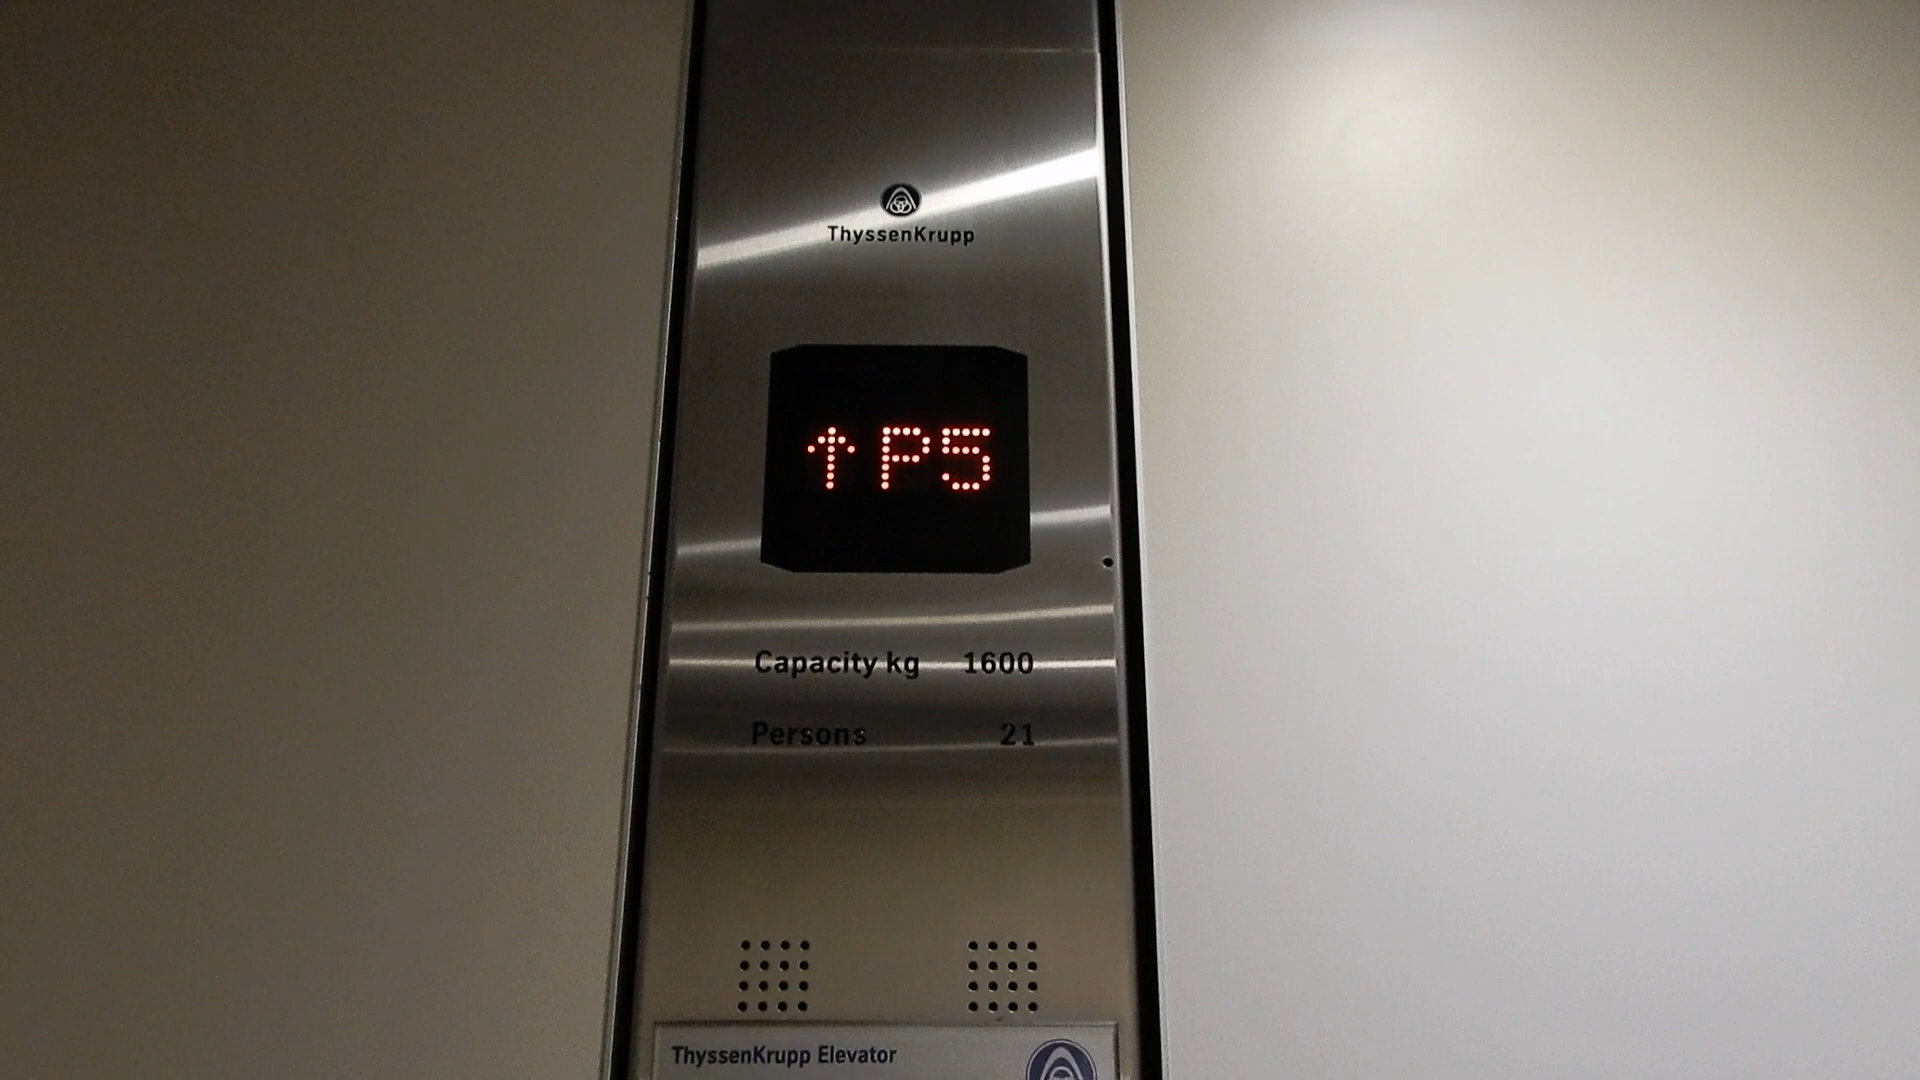 ThyssenKrupp
↑P5
Capacity kg 1600
Persons 21
ThyssenKrupp Elevator